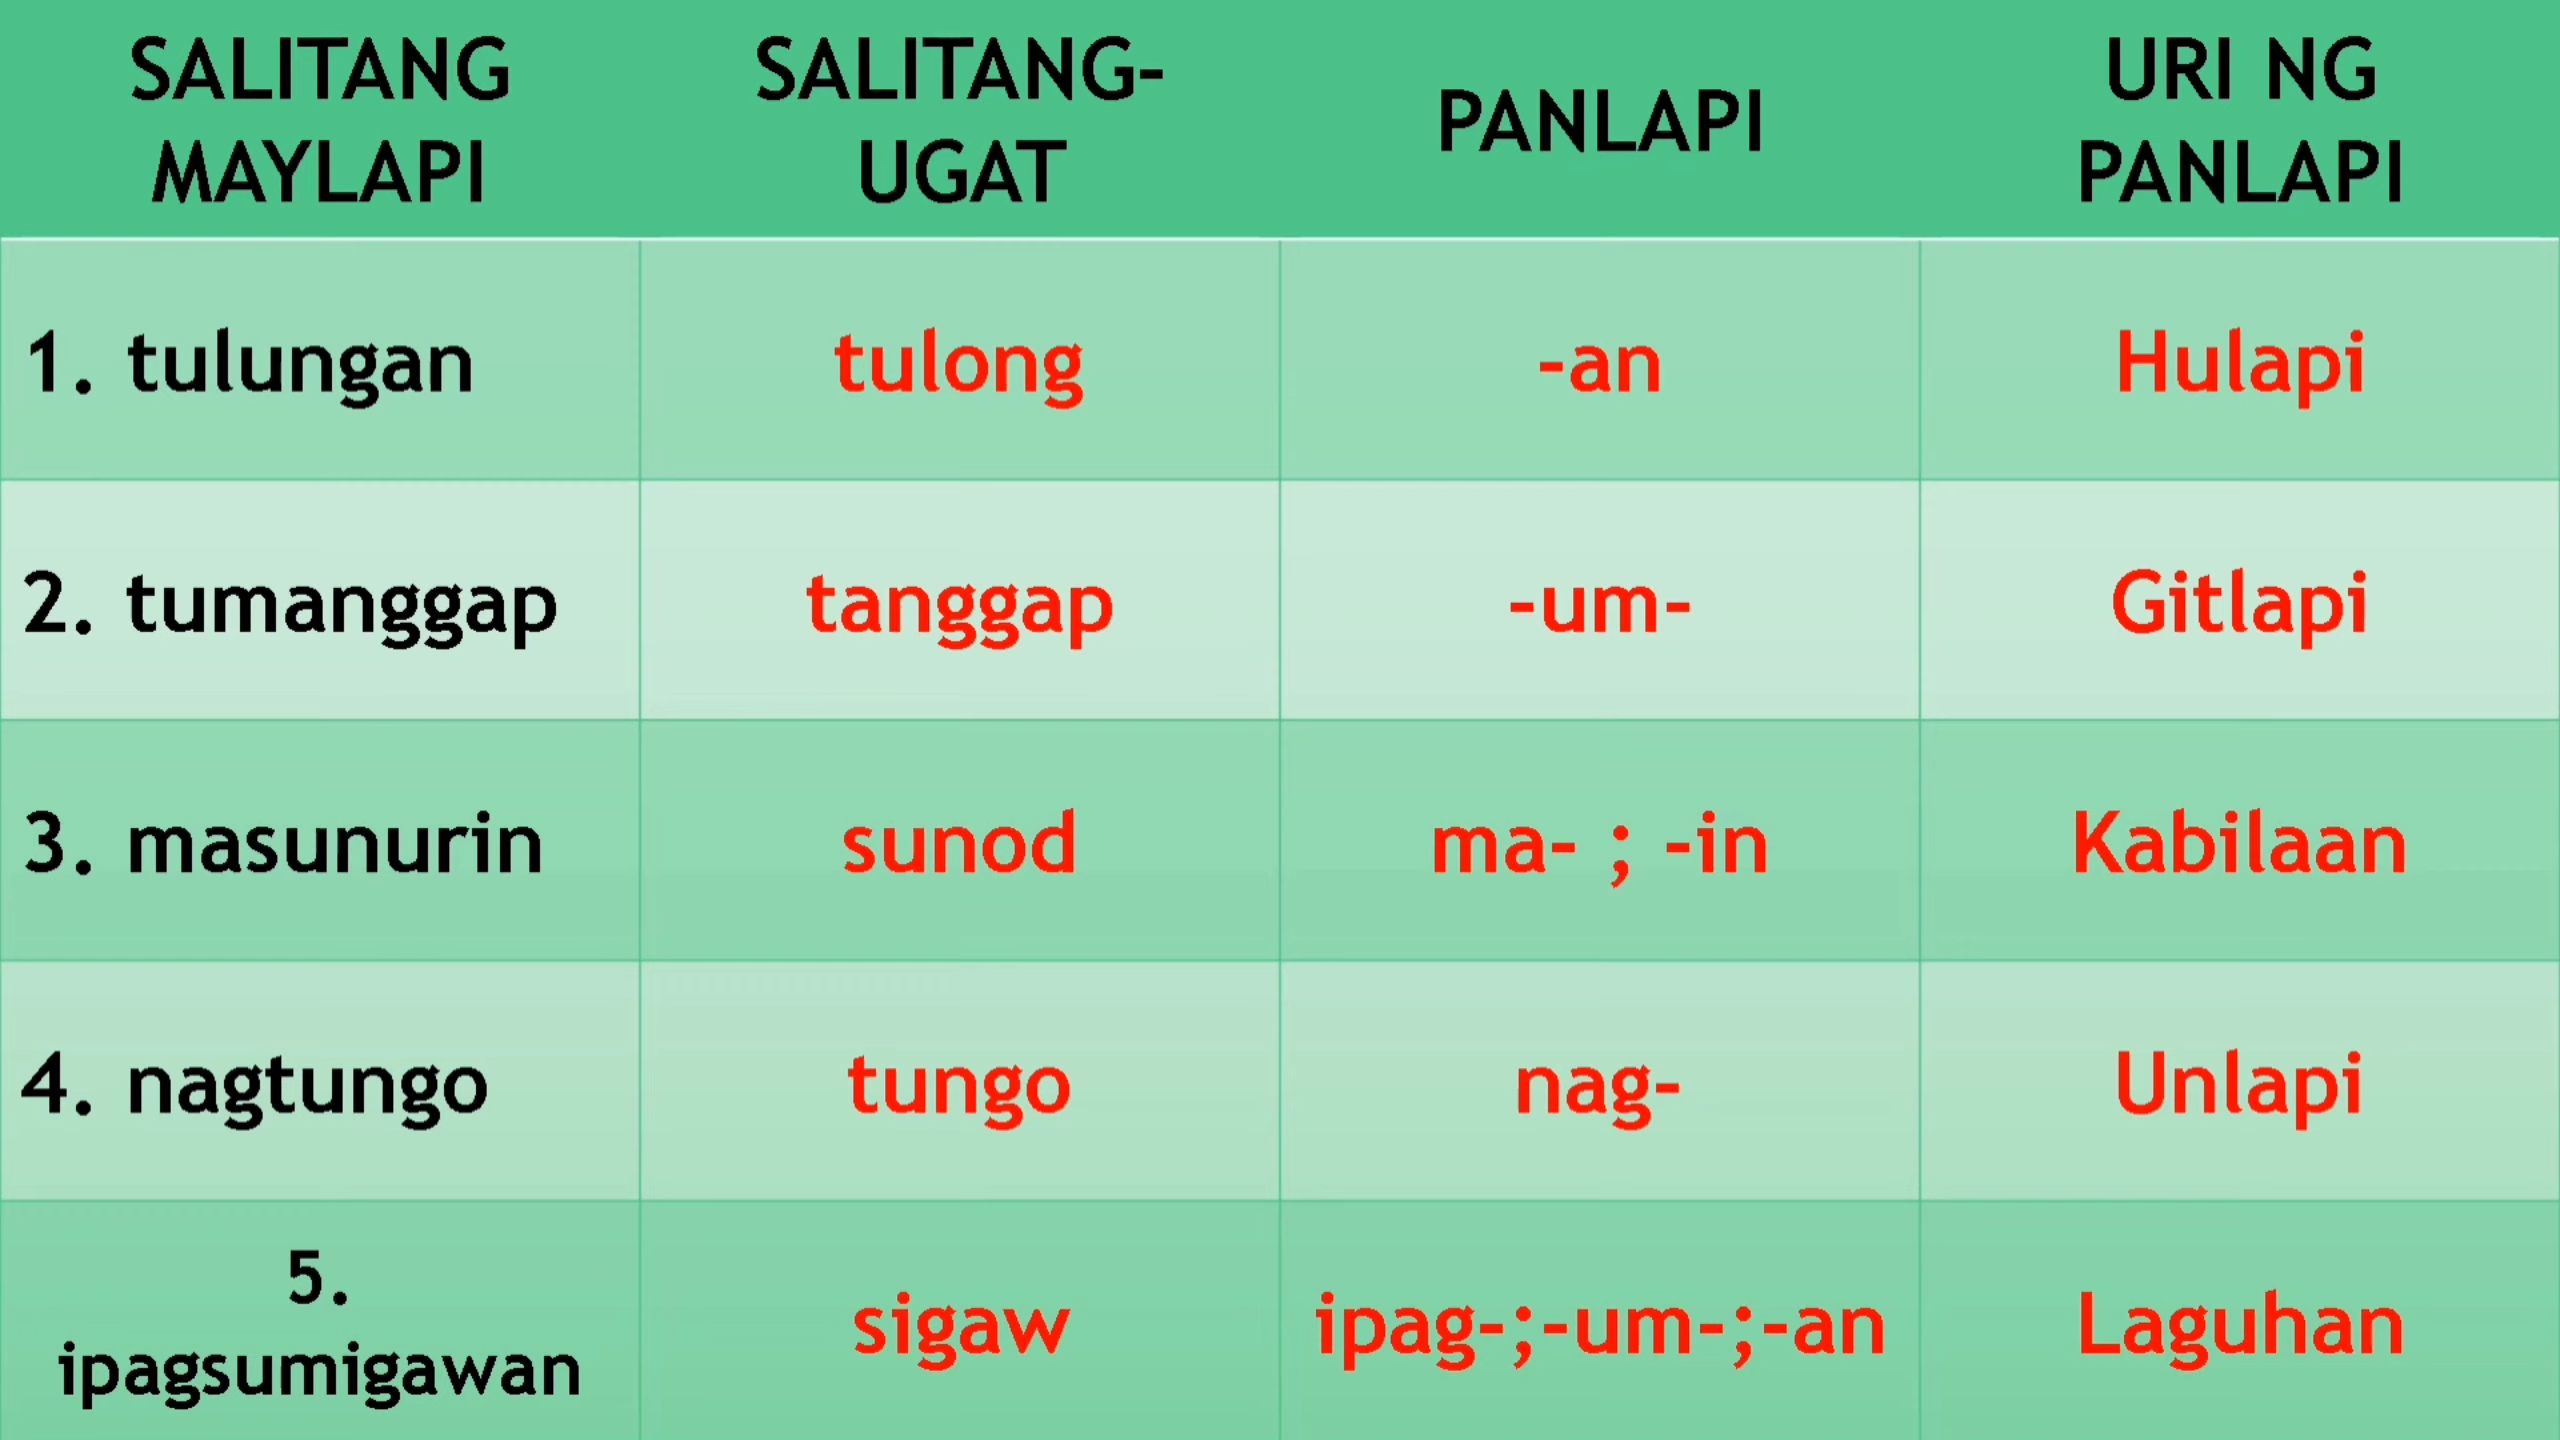 SALITANG
MAYLAPI
SALITANG-
UGAT
PANLAPI
URI NG
PANLAPI
1. tulungan
tulong
-an
Hulapi
2. tumanggap
tanggap
-um-
Gitlapi
3. masunurin
sunod
ma- ; -in
Kabilaan
4. nagtungo
tungo
nag-
Unlapi
5.
ipagsumigawan
sigaw
ipag-;-um-;-an
Laguhan